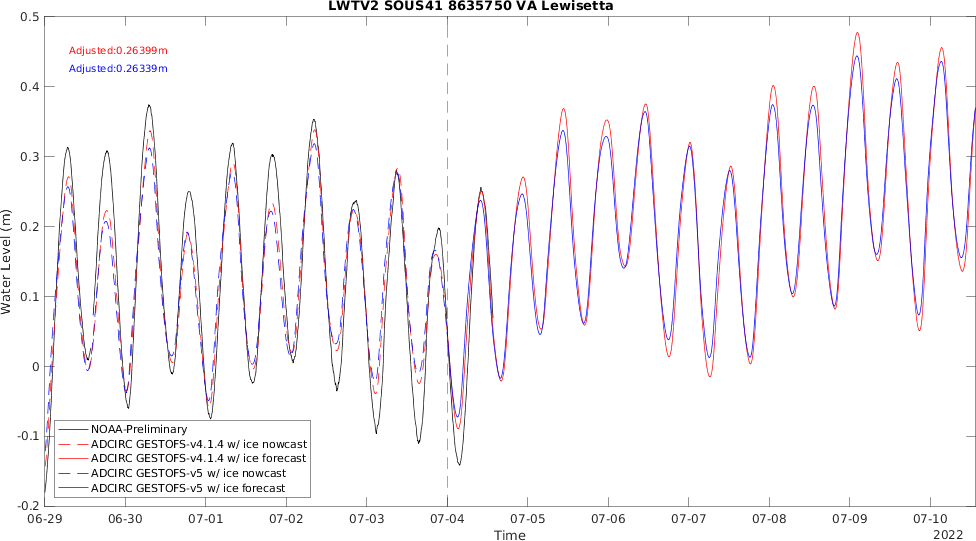 LWTV2 SOUS41 8635750 VA Lewisetta
Adjusted:0.26399m
Adjusted:0.26339m
Water Level (m)
0.5
0.4
0.3
0.2
0.1
0
-0.1
-0.2
NOAA-Preliminary
ADCIRC GESTOFS-v4.1.4 w/ ice nowcast
ADCIRC GESTOFS-v4.1.4 w/ ice forecast
ADCIRC GESTOFS-v5 w/ ice nowcast
ADCIRC GESTOFS-v5 w/ ice forecast
06-29 06-30 07-01 07-02 07-03 07-04 07-05 07-06 07-07 07-08 07-09 07-10
Time
2022